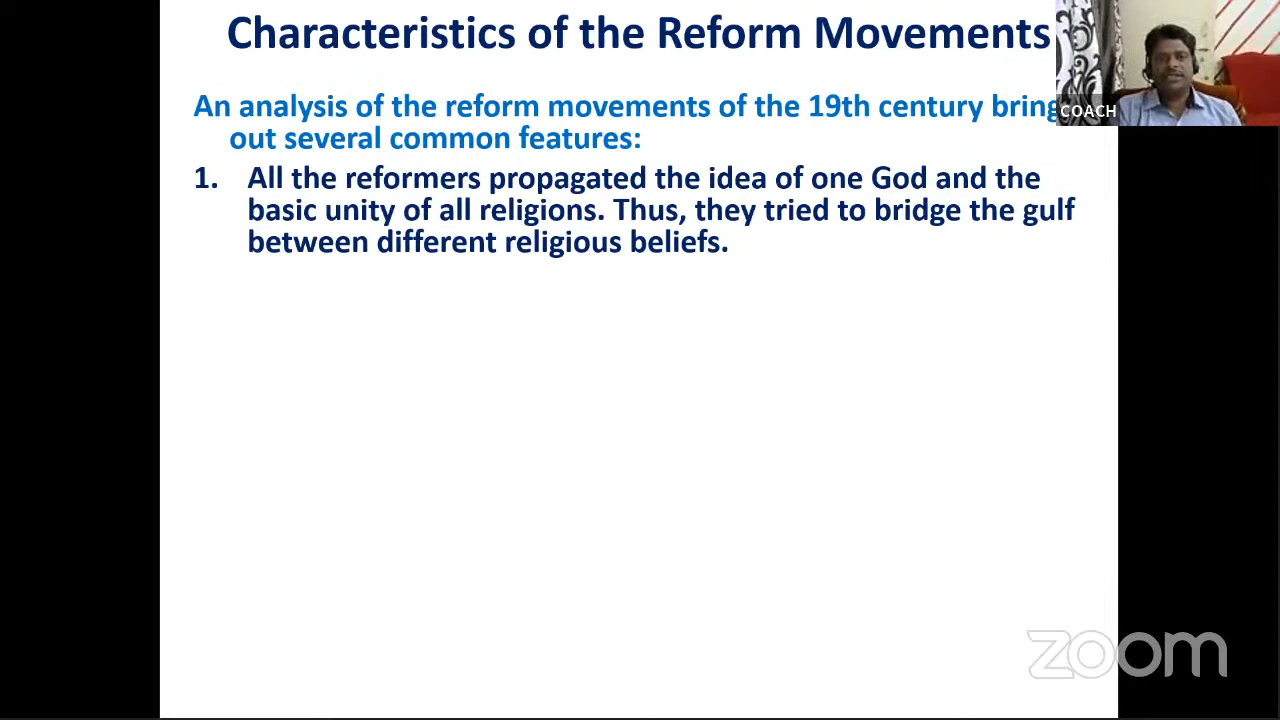 Characteristics of the Reform Movements
An analysis of the reform movements of the 19th century bring
out several common features:
1. All the reformers propagated the idea of one God and the
basic unity of all religions. Thus, they tried to bridge the gulf
between different religious beliefs.
COACH
zoom